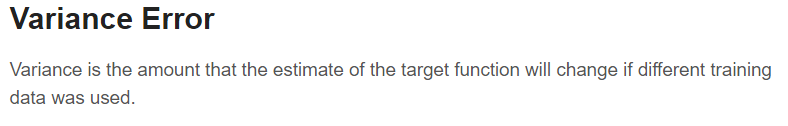 Variance Error
Variance is the amount that the estimate of the target function will change if different training
data was used.